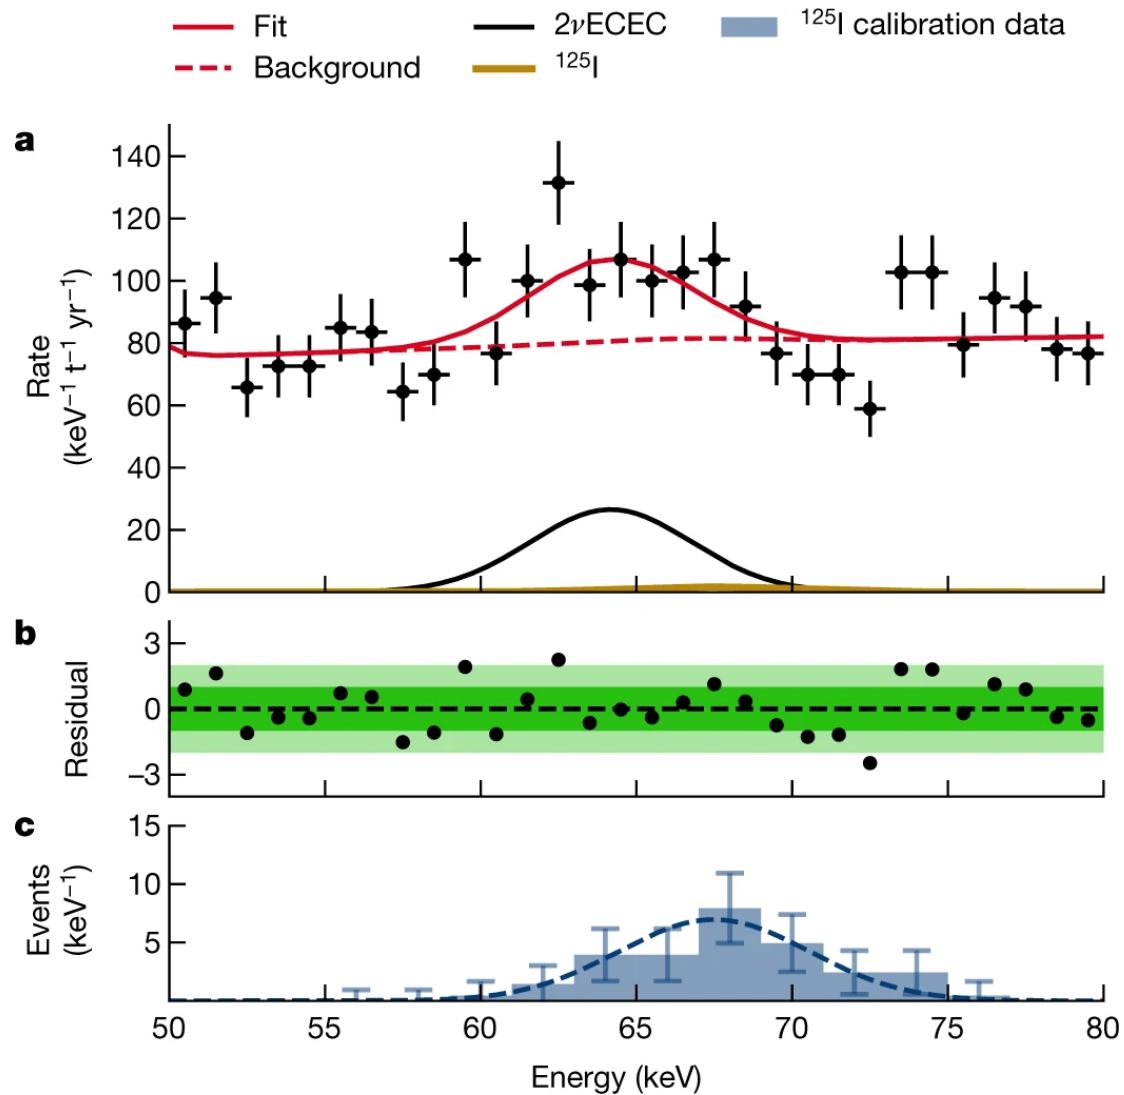 Fit
2νECEC
¹²⁵I calibration data
Background
¹²⁵I
a
140
120
100
80
60
40
20
0
Rate
(keV⁻¹ t⁻¹ yr⁻¹)
b
3
0
−3
Residual
c
15
10
5
Events
(keV⁻¹)
50 55 60 65 70 75 80
Energy (keV)